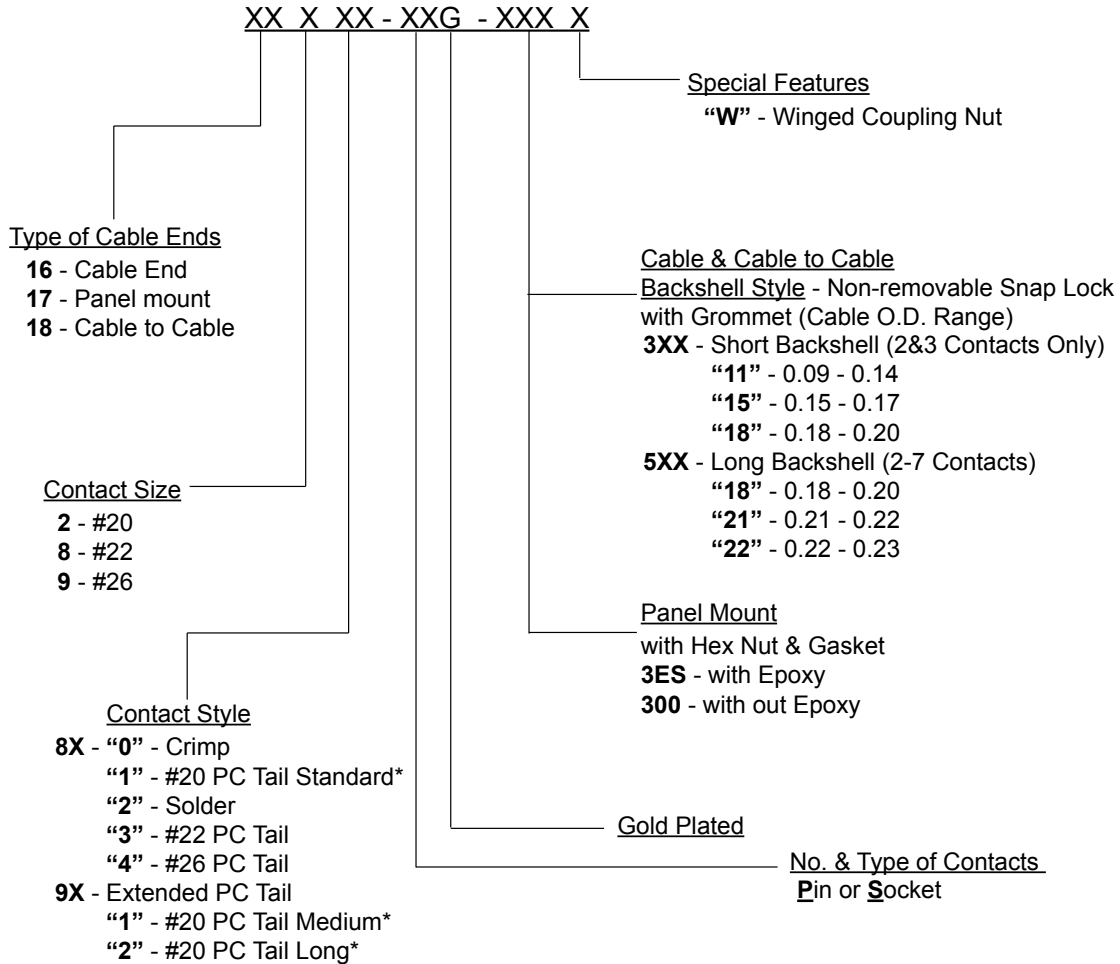 XX X XX - XXG - XXX X
Special Features
“W” - Winged Coupling Nut
Type of Cable Ends
16 - Cable End
17 - Panel mount
18 - Cable to Cable
Cable & Cable to Cable
Backshell Style - Non-removable Snap Lock
with Grommet (Cable O.D. Range)
3XX - Short Backshell (2&3 Contacts Only)
“11” - 0.09 - 0.14
“15” - 0.15 - 0.17
“18” - 0.18 - 0.20
5XX - Long Backshell (2-7 Contacts)
“18” - 0.18 - 0.20
“21” - 0.21 - 0.22
“22” - 0.22 - 0.23
Contact Size
2 - #20
8 - #22
9 - #26
Panel Mount
with Hex Nut & Gasket
3ES - with Epoxy
300 - with out Epoxy
Contact Style
8X - “0” - Crimp
“1” - #20 PC Tail Standard*
“2” - Solder
“3” - #22 PC Tail
“4” - #26 PC Tail
9X - Extended PC Tail
“1” - #20 PC Tail Medium*
“2” - #20 PC Tail Long*
Gold Plated
No. & Type of Contacts
Pin or Socket